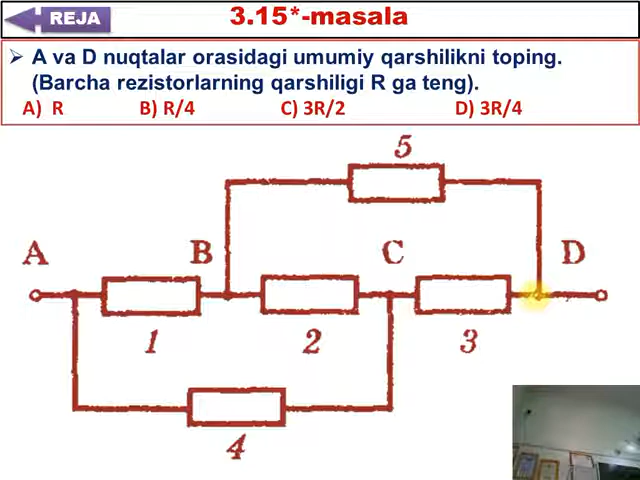 REJA
3.15*-masala
➢ A va D nuqtalar orasidagi umumiy qarshilikni toping.
(Barcha rezistorlarning qarshiligi R ga teng).
A) R B) R/4 C) 3R/2 D) 3R/4
5
A B C D
1 2 3
4